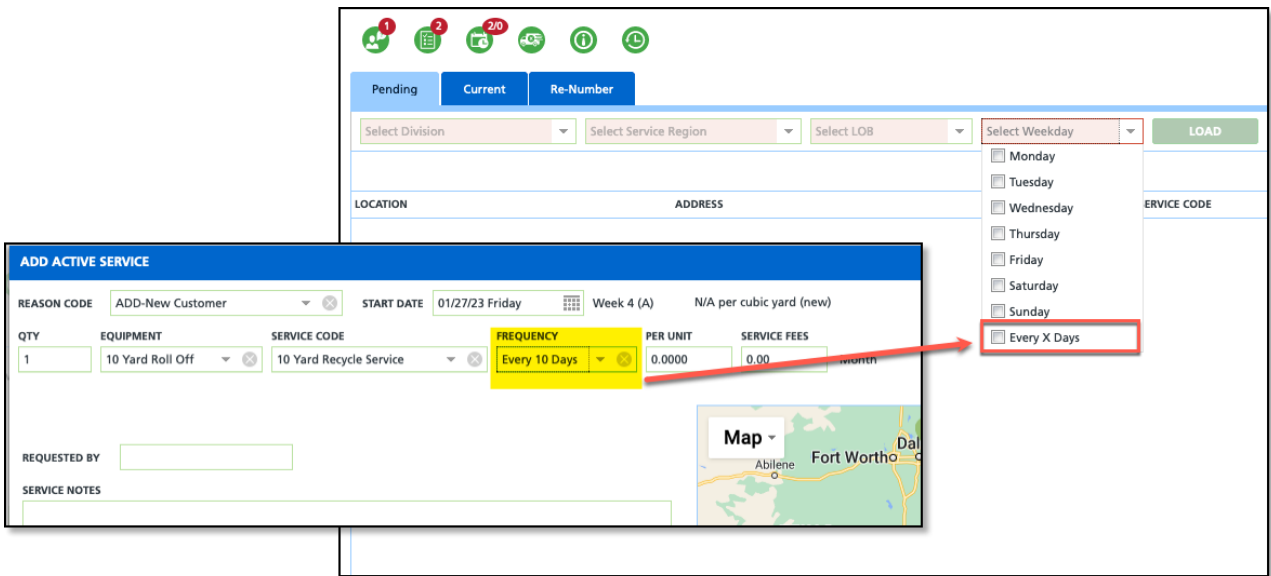 1 2 2/0
Pending Current Re-Number
Select Division Select Service Region Select LOB Select Weekday LOAD
Monday
Tuesday
LOCATION ADDRESS Wednesday ERVICE CODE
Thursday
Friday
Saturday
Sunday
Every X Days
ADD ACTIVE SERVICE
REASON CODE ADD-New Customer START DATE 01/27/23 Friday Week 4 (A) N/A per cubic yard (new)
QTY EQUIPMENT SERVICE CODE FREQUENCY PER UNIT SERVICE FEES
1 10 Yard Roll Off 10 Yard Recycle Service Every 10 Days 0.0000 0.00 Month
Map
Abilene Fort Worth Dal
REQUESTED BY
SERVICE NOTES